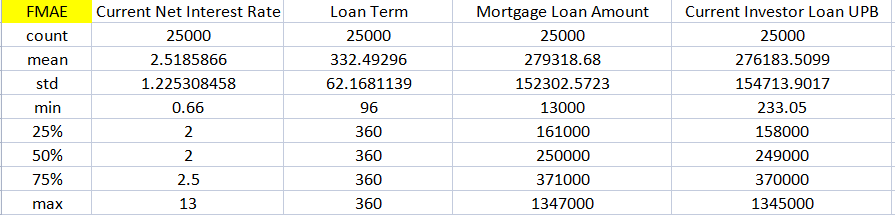 FMAE Current Net Interest Rate Loan Term Mortgage Loan Amount Current Investor Loan UPB
count 25000 25000 25000 25000
mean 2.5185866 332.49296 279318.68 276183.5099
std 1.225308458 62.1681139 152302.5723 154713.9017
min 0.66 96 13000 233.05
25% 2 360 161000 158000
50% 2 360 250000 249000
75% 2.5 360 371000 370000
max 13 360 1347000 1345000